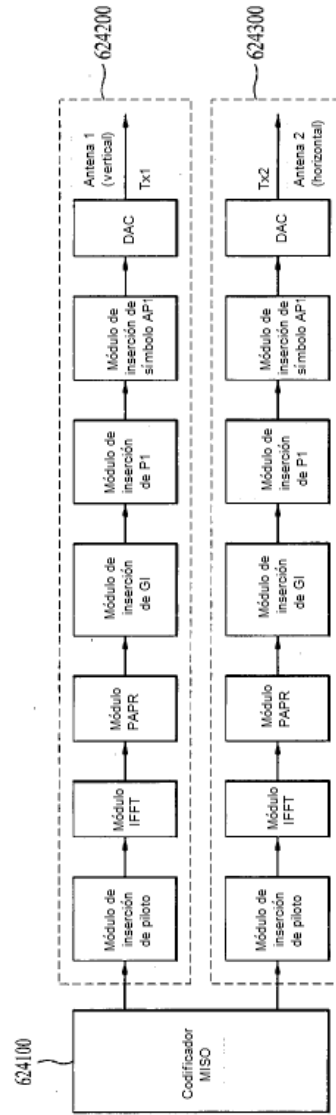 624100
Codificador
MISO
624200
Módulo de
inserción
de piloto
Módulo
IFFT
Módulo
PAPR
Módulo de
inserción
de GI
Módulo de
inserción
de P1
Módulo de
inserción de
símbolo AP1
DAC
Antena 1
(vertical)
Tx1
624300
Módulo de
inserción
de piloto
Módulo
IFFT
Módulo
PAPR
Módulo de
inserción
de GI
Módulo de
inserción
de P1
Módulo de
inserción de
símbolo AP1
DAC
Tx2
Antena 2
(horizontal)